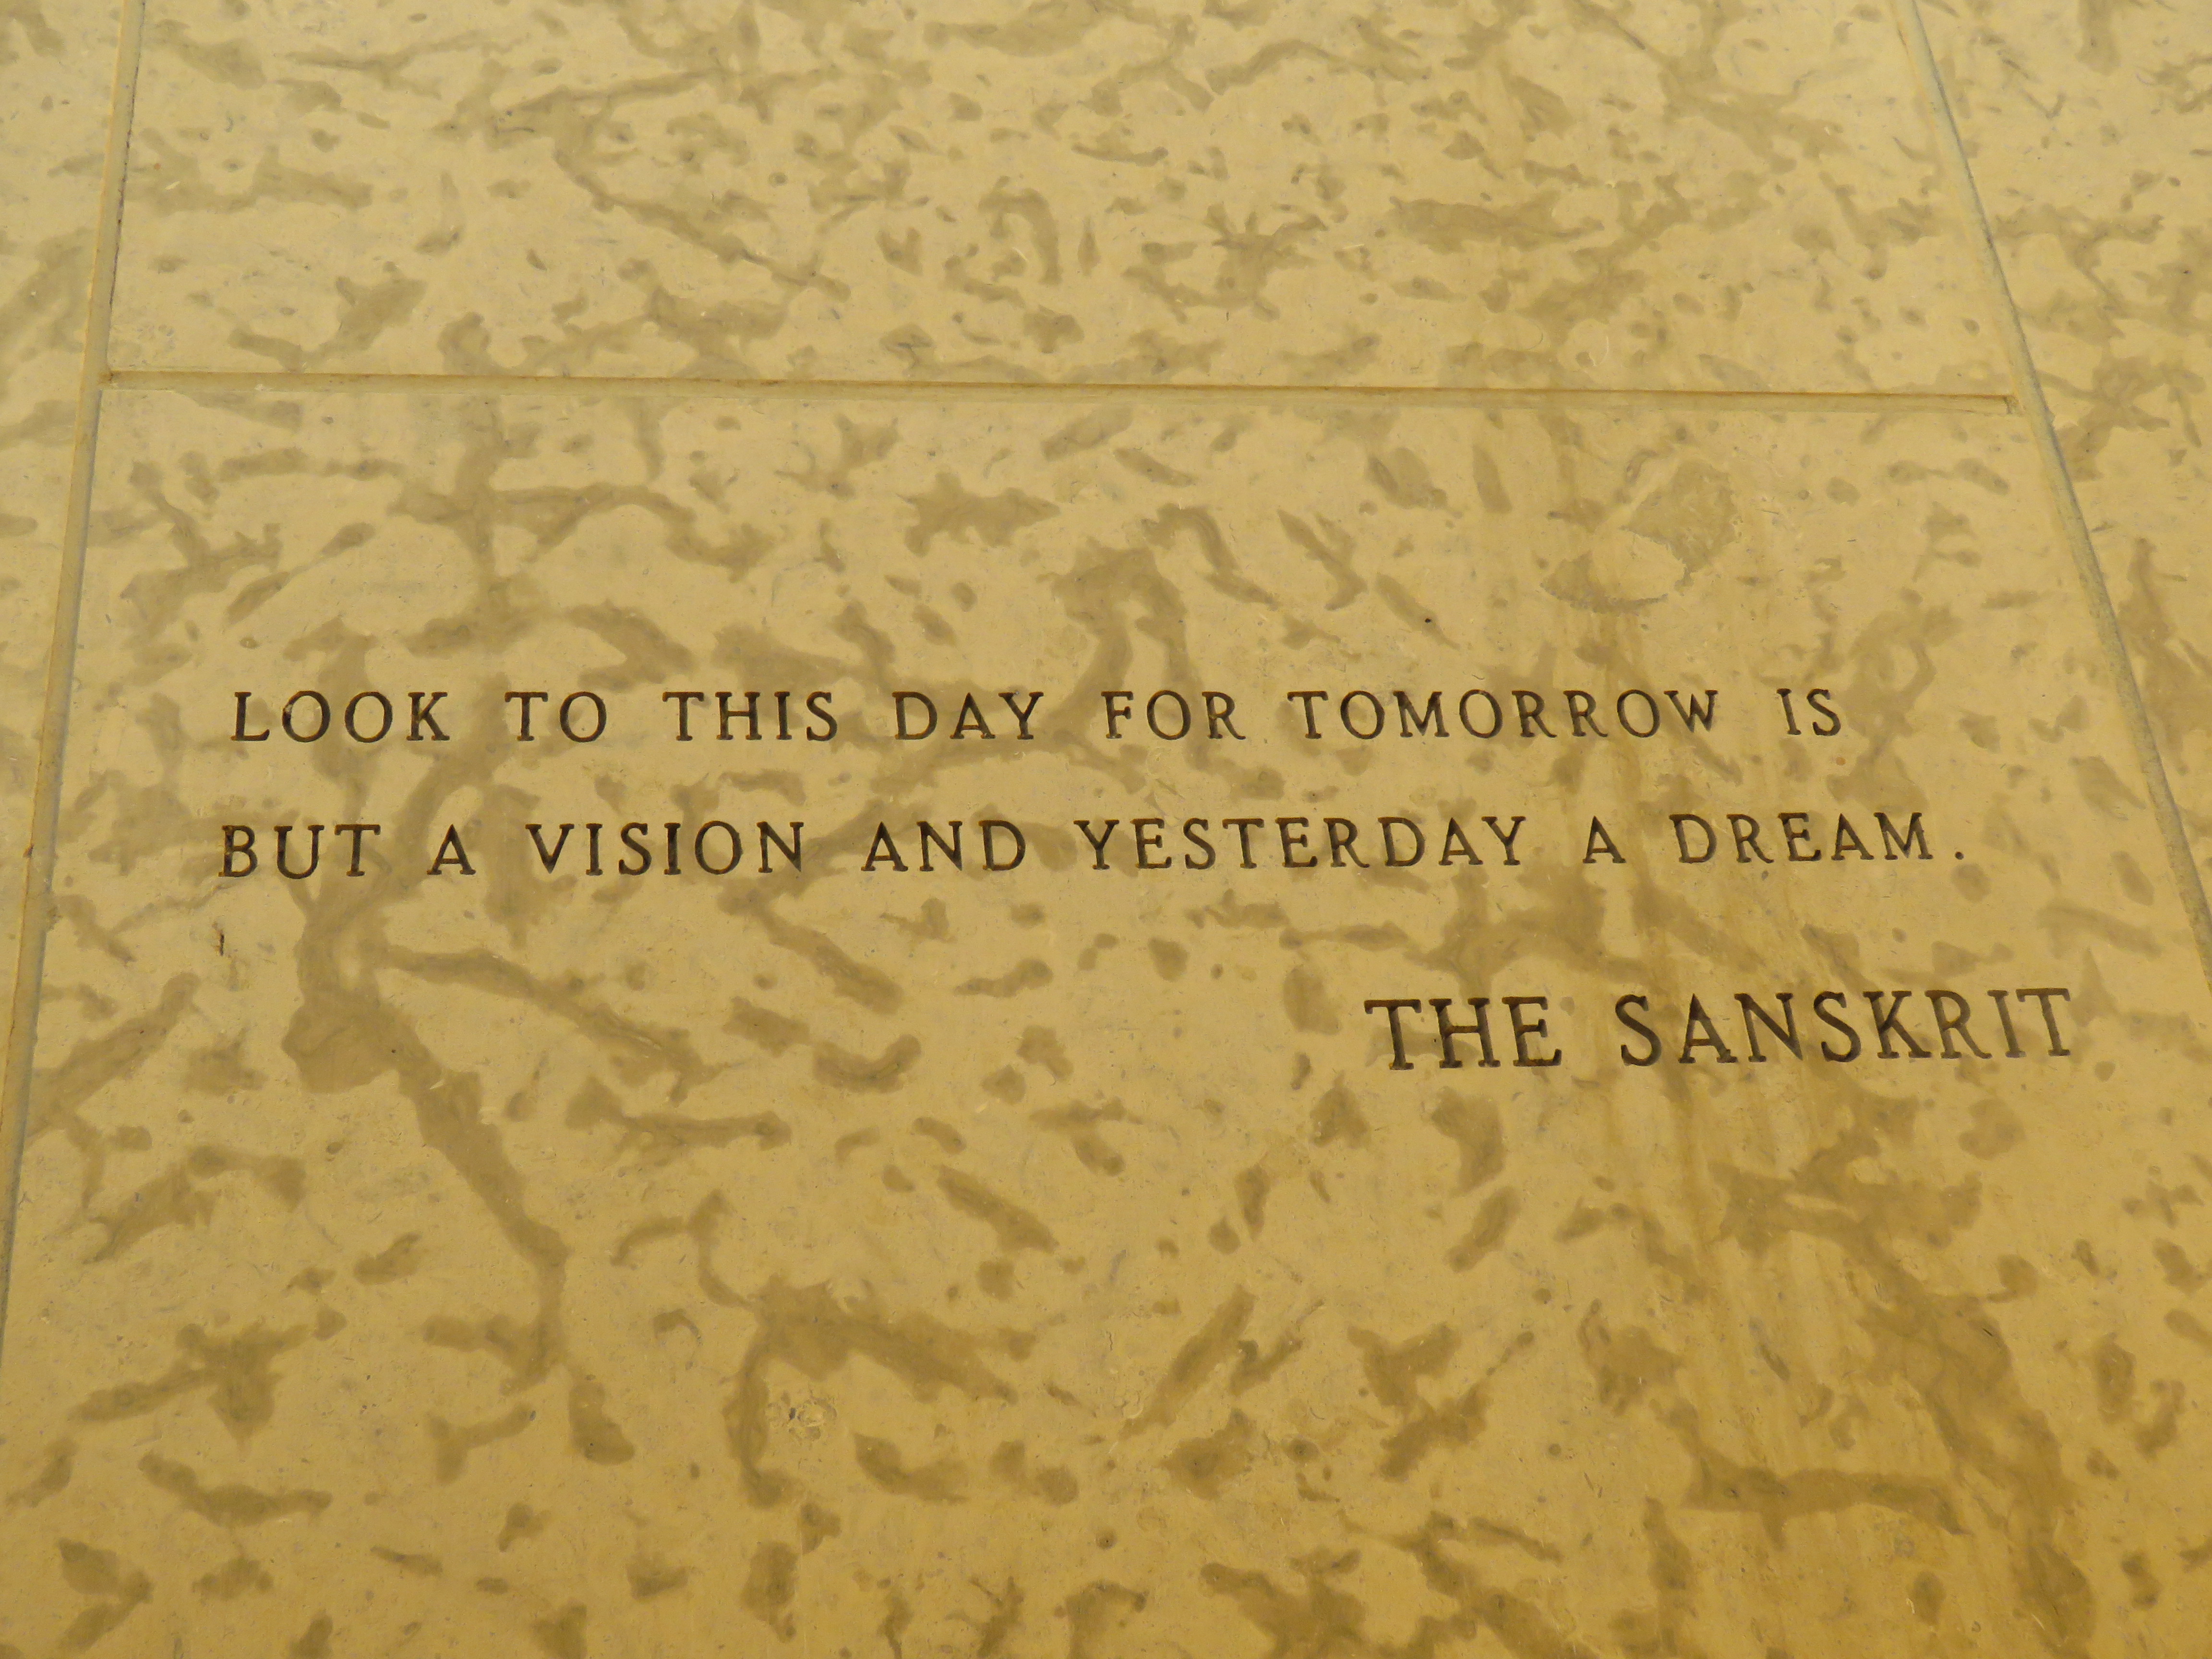 LOOK TO THIS DAY FOR TOMORROW IS
BUT A VISION AND YESTERDAY A DREAM.
THE SANSKRIT